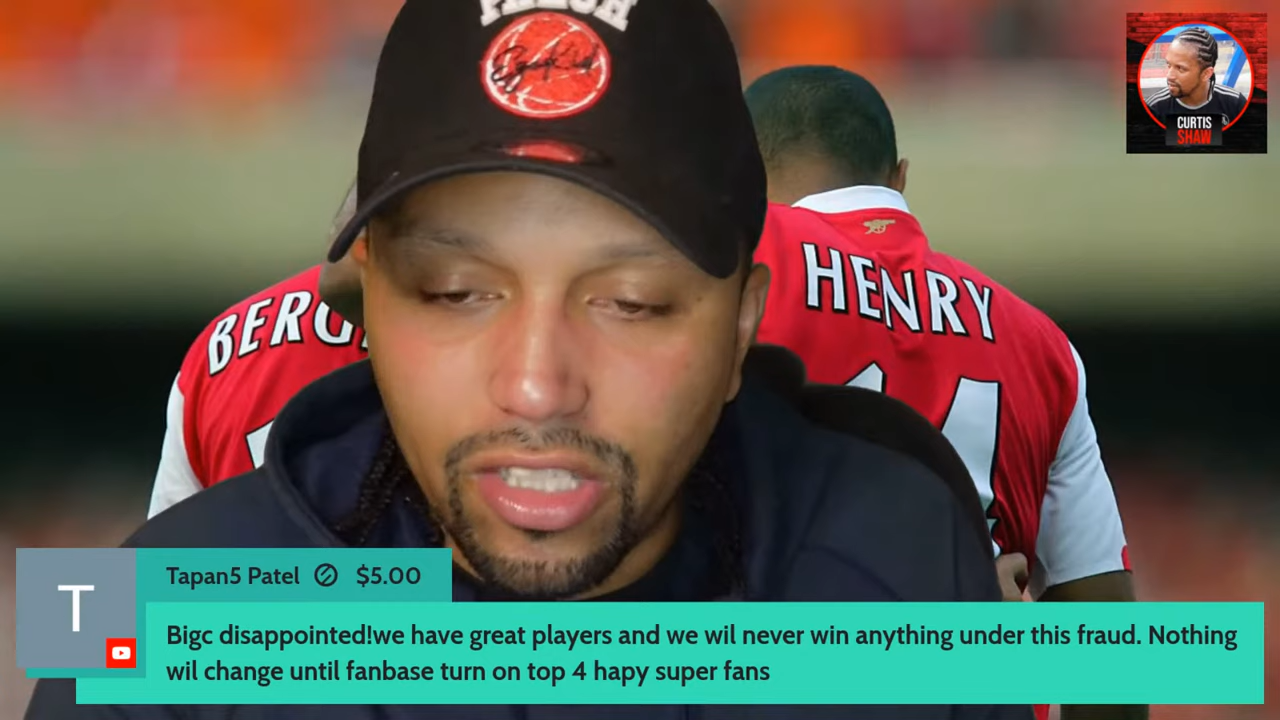 CURTIS
SHAW
HENRY
14
Tapan5 Patel $5.00
T
Bigc disappointed!we have great players and we wil never win anything under this fraud. Nothing
wil change until fanbase turn on top 4 hapy super fans